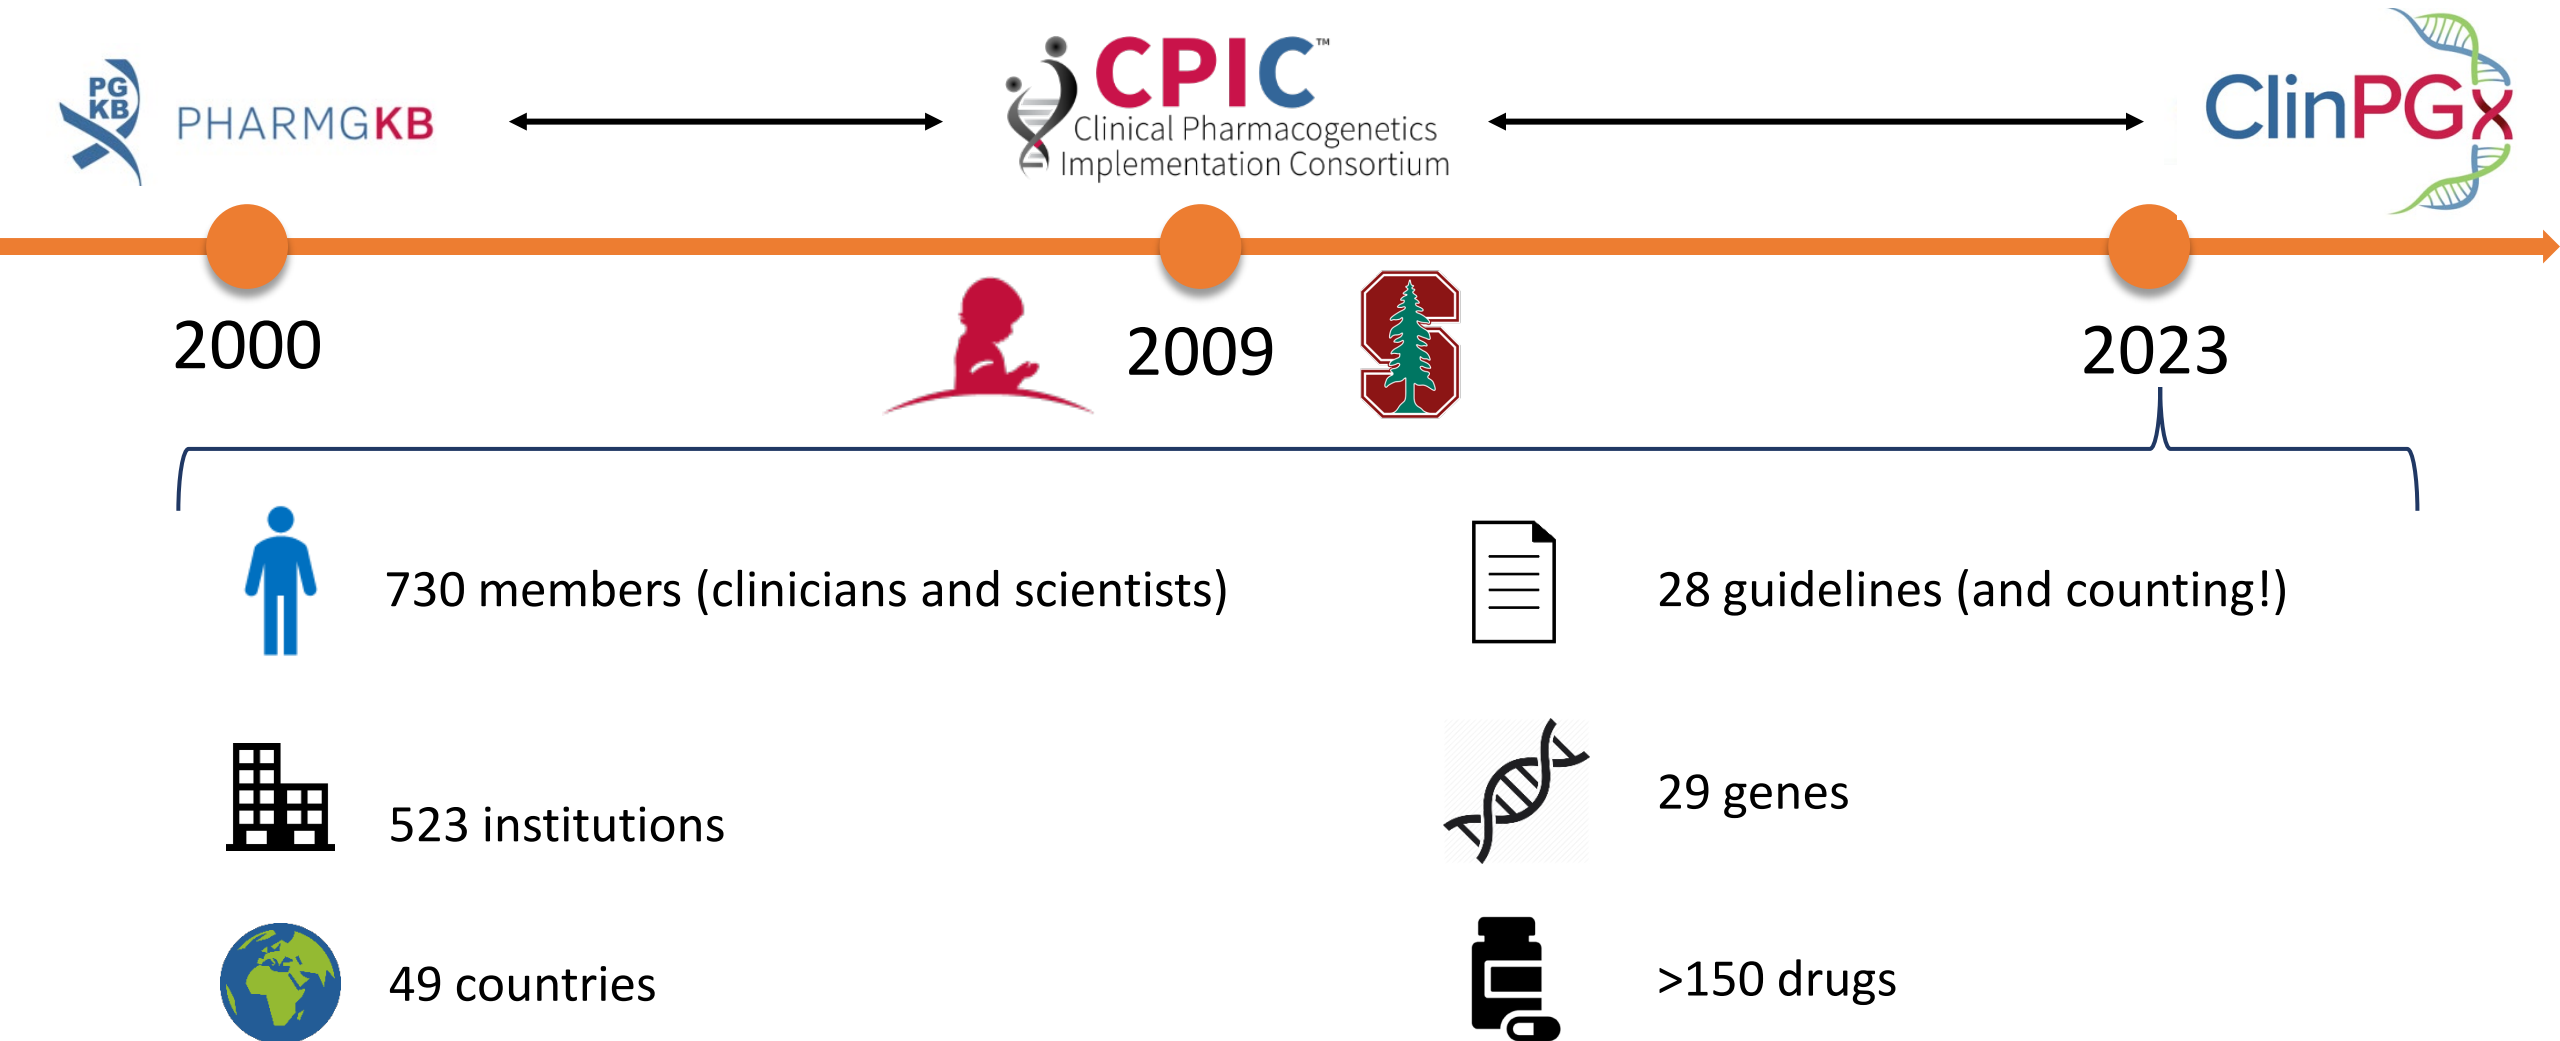 PG
KB
PHARMGKB
CPIC™
Clinical Pharmacogenetics
Implementation Consortium
ClinPGx
2000
2009
S
2023
730 members (clinicians and scientists)
28 guidelines (and counting!)
523 institutions
29 genes
49 countries
>150 drugs